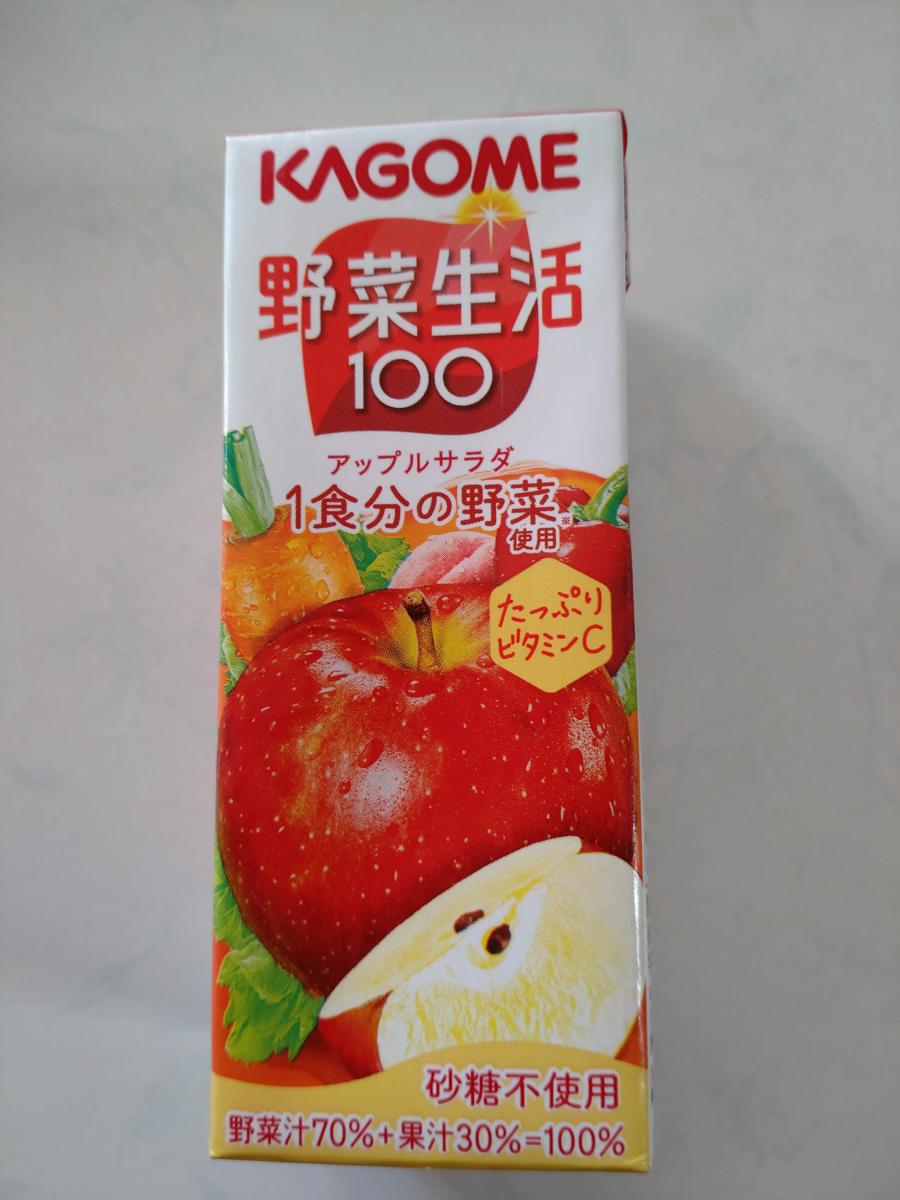 KAGOME
野菜生活
100
アップルサラダ
1食分の野菜※
使用
たっぷり
ビタミンC
砂糖不使用
野菜汁70%+果汁30%=100%